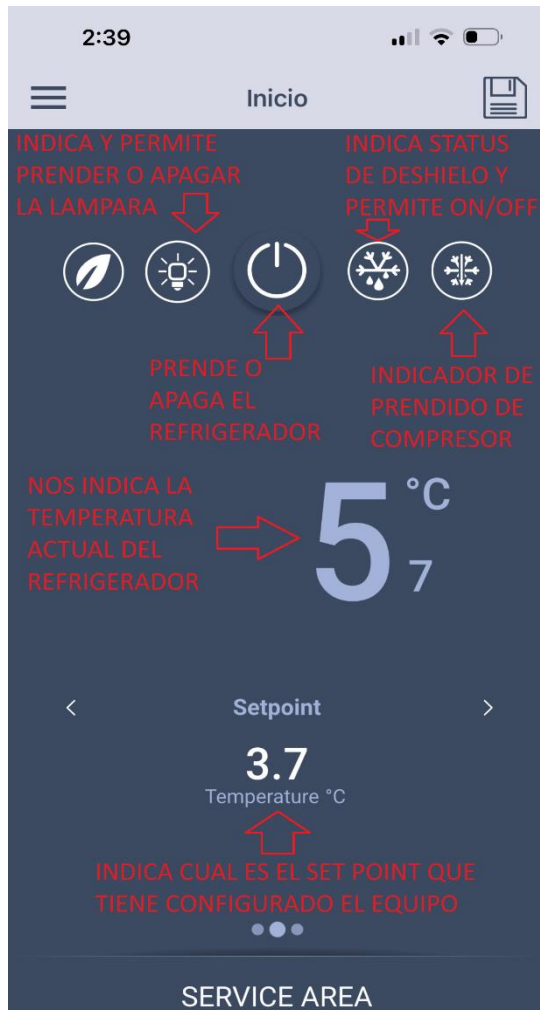 2:39
Inicio
INDICA Y PERMITE
PRENDER O APAGAR
LA LAMPARA
INDICA STATUS
DE DESHIELO Y
PERMITE ON/OFF
PRENDE O
APAGA EL
REFRIGERADOR
INDICADOR DE
PRENDIDO DE
COMPRESOR
NOS INDICA LA
TEMPERATURA
ACTUAL DEL
REFRIGERADOR
5 °C
7
< Setpoint >
3.7
Temperature °C
INDICA CUAL ES EL SET POINT QUE
TIENE CONFIGURADO EL EQUIPO
SERVICE AREA